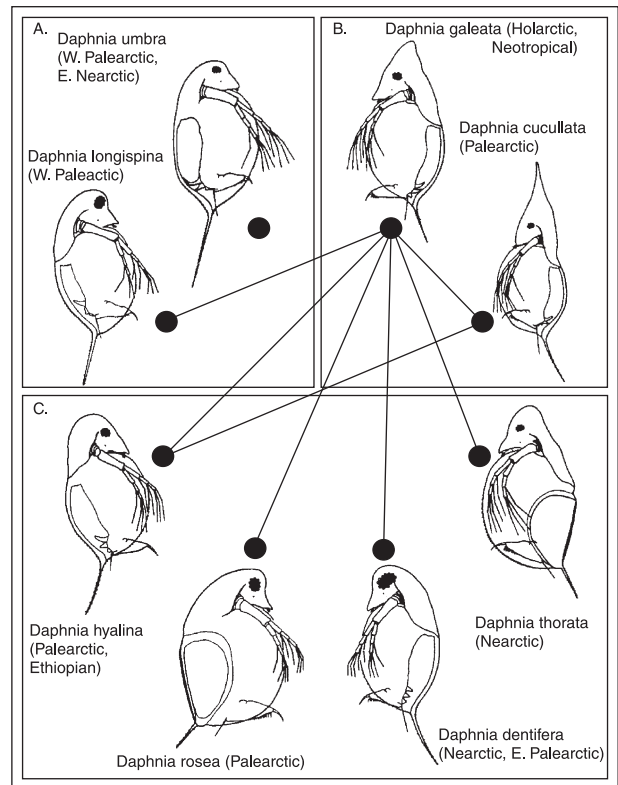 A.
Daphnia umbra
(W. Palearctic,
E. Nearctic)
Daphnia longispina
(W. Paleactic)
B.
Daphnia galeata (Holarctic,
Neotropical)
Daphnia cucullata
(Palearctic)
C.
Daphnia hyalina
(Palearctic,
Ethiopian)
Daphnia rosea (Palearctic)
Daphnia thorata
(Nearctic)
Daphnia dentifera
(Nearctic, E. Palearctic)